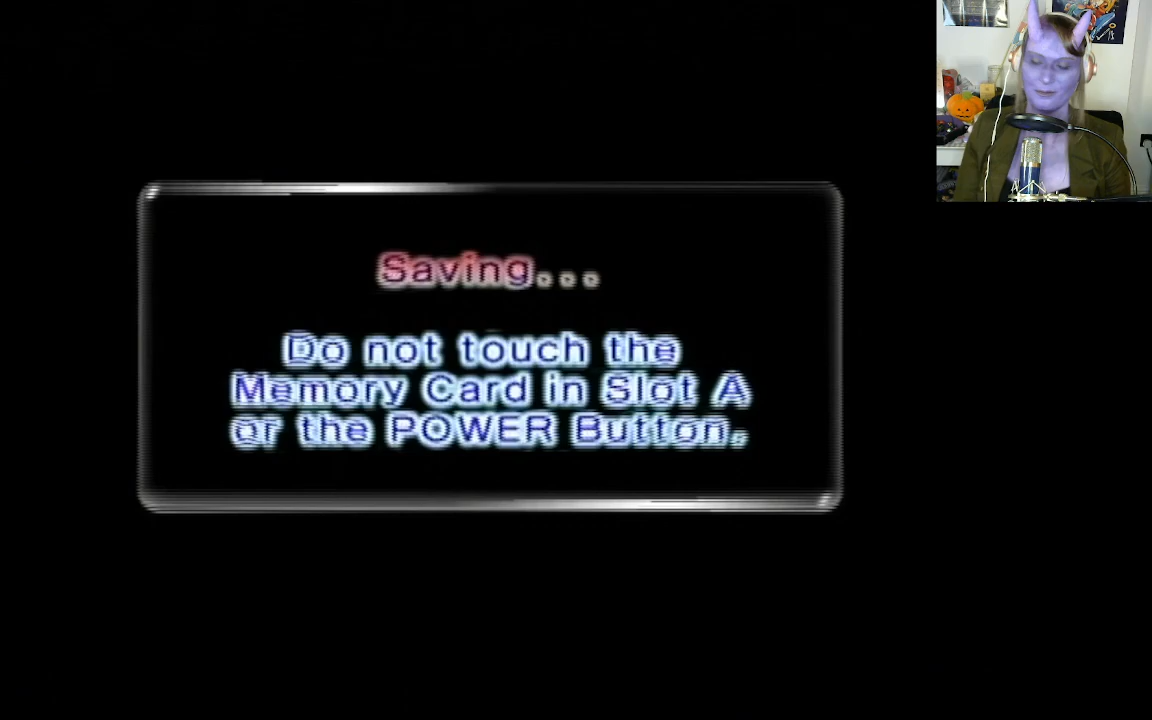 Saving...
Do not touch the
Memory Card in Slot A
or the POWER Button.